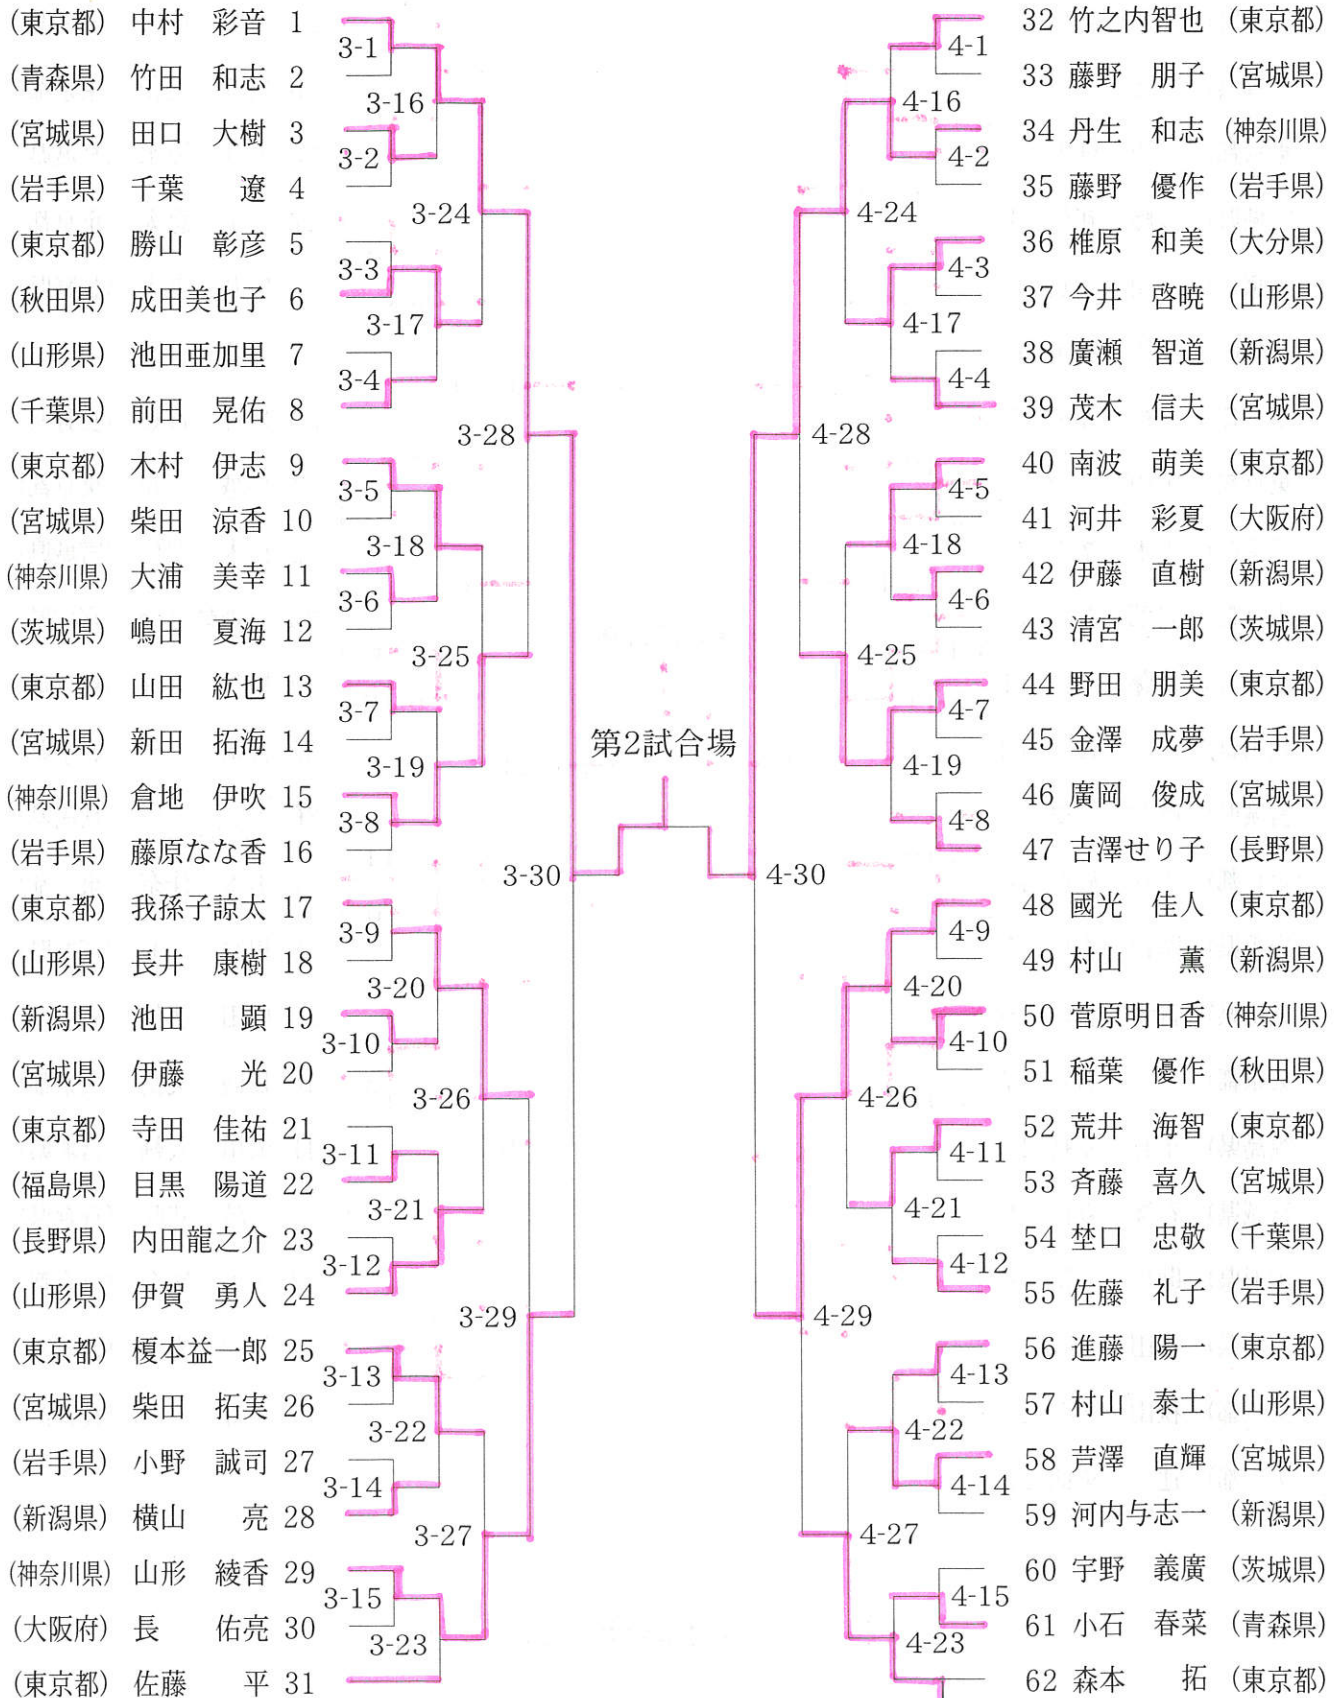 (東京都) 中村 彩音 1
3-1
(青森県) 竹田 和志 2
3-16
(宮城県) 田口 大樹 3
3-2
(岩手県) 千葉 遼 4
3-24
(東京都) 勝山 彰彦 5
3-3
(秋田県) 成田美也子 6
3-17
(山形県) 池田亜加里 7
3-4
(千葉県) 前田 晃佑 8
3-28
(東京都) 木村 伊志 9
3-5
(宮城県) 柴田 涼香 10
3-18
(神奈川県) 大浦 美幸 11
3-6
(茨城県) 嶋田 夏海 12
3-25
(東京都) 山田 紘也 13
3-7
(宮城県) 新田 拓海 14
3-19
(神奈川県) 倉地 伊吹 15
3-8
(岩手県) 藤原なな香 16
3-30
(東京都) 我孫子諒太 17
3-9
(山形県) 長井 康樹 18
3-20
(新潟県) 池田 顕 19
3-10
(宮城県) 伊藤 光 20
3-26
(東京都) 寺田 佳祐 21
3-11
(福島県) 目黒 陽道 22
3-21
(長野県) 内田龍之介 23
3-12
(山形県) 伊賀 勇人 24
3-29
(東京都) 榎本益一郎 25
3-13
(宮城県) 柴田 拓実 26
3-22
(岩手県) 小野 誠司 27
3-14
(新潟県) 横山 亮 28
3-27
(神奈川県) 山形 綾香 29
3-15
(大阪府) 長 佑亮 30
3-23
(東京都) 佐藤 平 31
第2試合場
32 竹之内智也 (東京都)
4-1
33 藤野 朋子 (宮城県)
4-16
34 丹生 和志 (神奈川県)
4-2
35 藤野 優作 (岩手県)
4-24
36 椎原 和美 (大分県)
4-3
37 今井 啓暁 (山形県)
4-17
38 廣瀬 智道 (新潟県)
4-4
39 茂木 信夫 (宮城県)
4-28
40 南波 萌美 (東京都)
4-5
41 河井 彩夏 (大阪府)
4-18
42 伊藤 直樹 (新潟県)
4-6
43 清宮 一郎 (茨城県)
4-25
44 野田 朋美 (東京都)
4-7
45 金澤 成夢 (岩手県)
4-19
46 廣岡 俊成 (宮城県)
4-8
47 吉澤せり子 (長野県)
4-30
48 國光 佳人 (東京都)
4-9
49 村山 薫 (新潟県)
4-20
50 菅原明日香 (神奈川県)
4-10
51 稲葉 優作 (秋田県)
4-26
52 荒井 海智 (東京都)
4-11
53 斉藤 喜久 (宮城県)
4-21
54 埜口 忠敬 (千葉県)
4-12
55 佐藤 礼子 (岩手県)
4-29
56 進藤 陽一 (東京都)
4-13
57 村山 泰士 (山形県)
4-22
58 芦澤 直輝 (宮城県)
4-14
59 河内与志一 (新潟県)
4-27
60 宇野 義廣 (茨城県)
4-15
61 小石 春菜 (青森県)
4-23
62 森本 拓 (東京都)